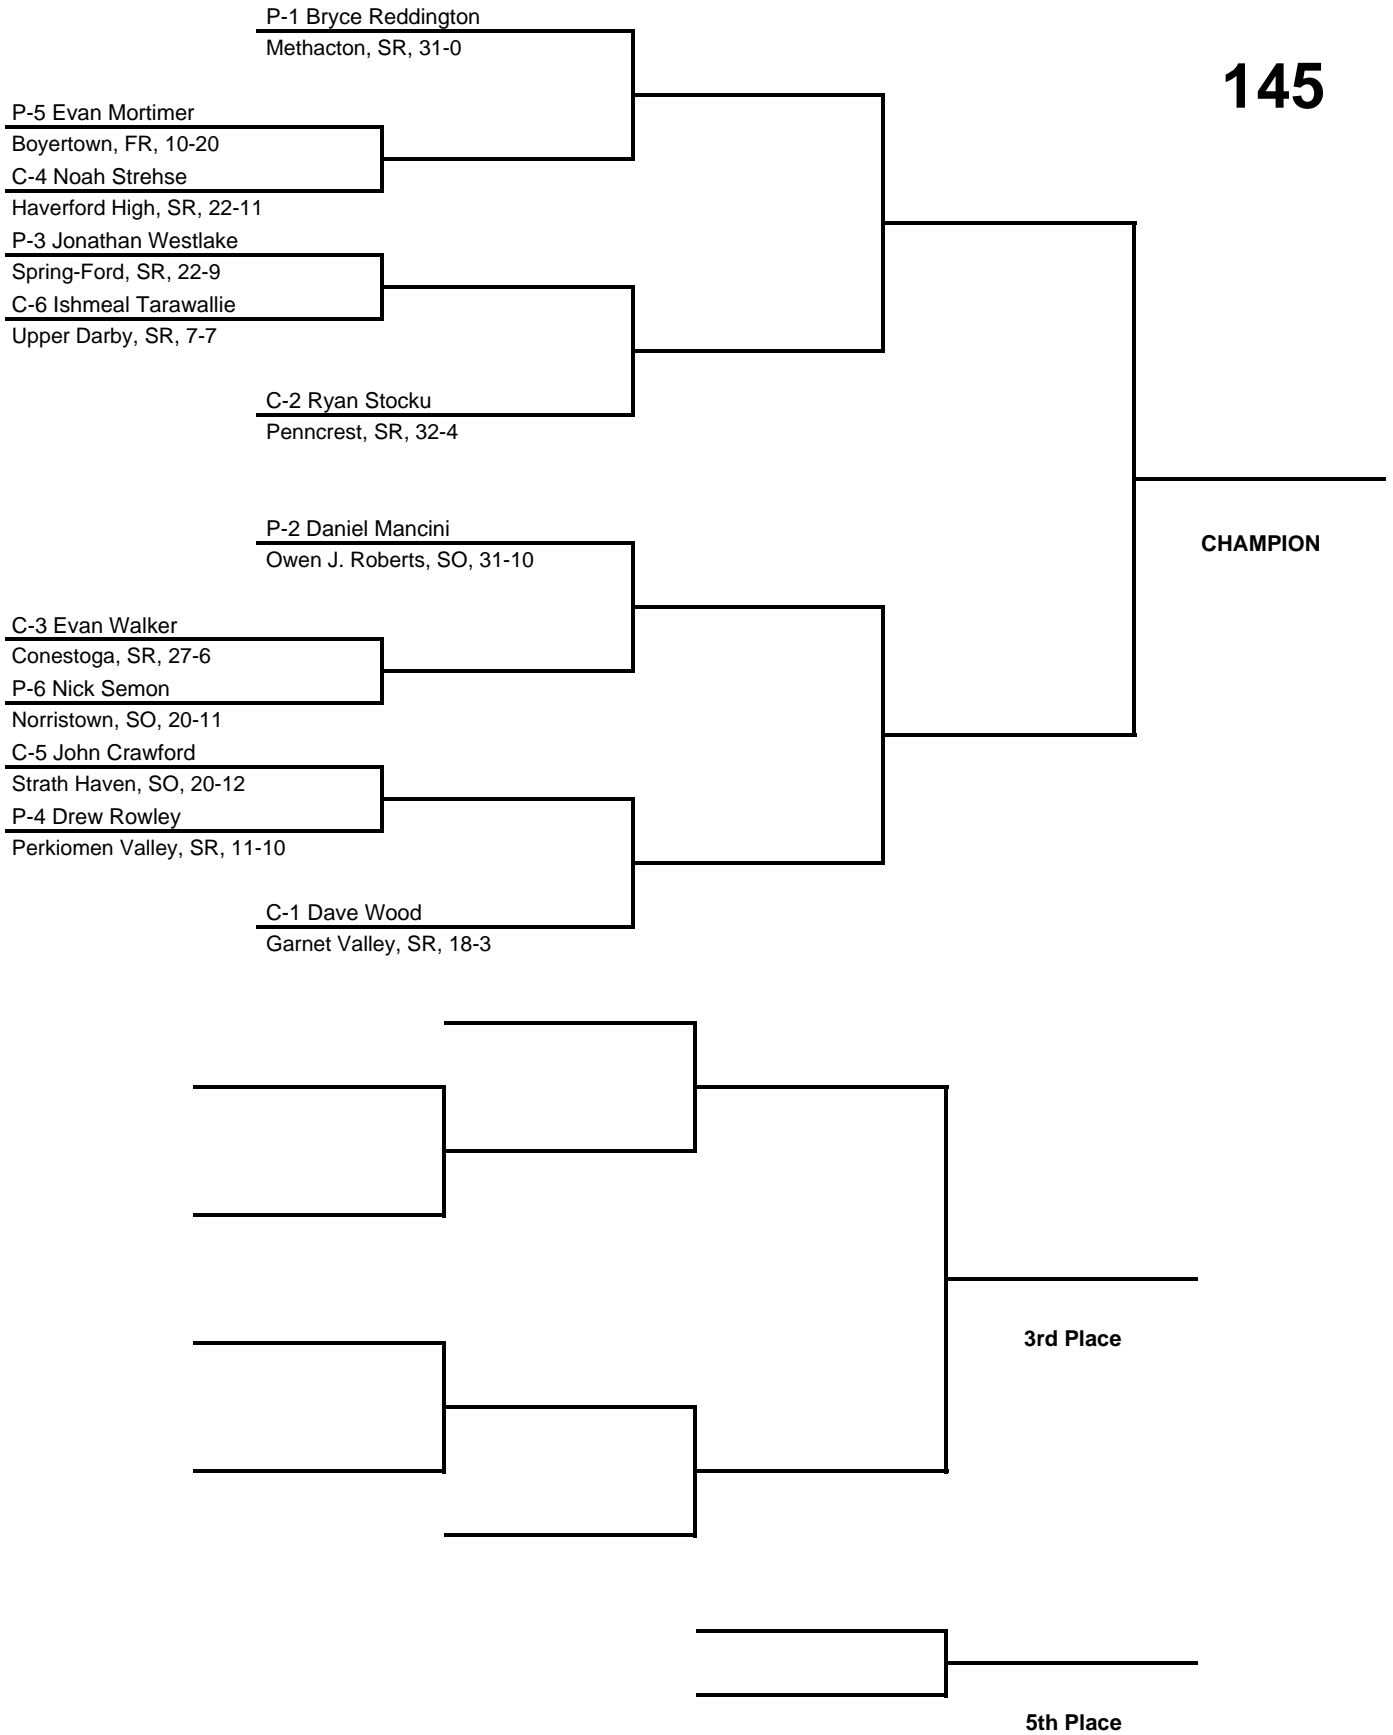 P-1 Bryce Reddington
Methacton, SR, 31-0
145
P-5 Evan Mortimer
Boyertown, FR, 10-20
C-4 Noah Strehse
Haverford High, SR, 22-11
P-3 Jonathan Westlake
Spring-Ford, SR, 22-9
C-6 Ishmeal Tarawallie
Upper Darby, SR, 7-7
C-2 Ryan Stocku
Penncrest, SR, 32-4
P-2 Daniel Mancini
Owen J. Roberts, SO, 31-10
CHAMPION
C-3 Evan Walker
Conestoga, SR, 27-6
P-6 Nick Semon
Norristown, SO, 20-11
C-5 John Crawford
Strath Haven, SO, 20-12
P-4 Drew Rowley
Perkiomen Valley, SR, 11-10
C-1 Dave Wood
Garnet Valley, SR, 18-3
3rd Place
5th Place